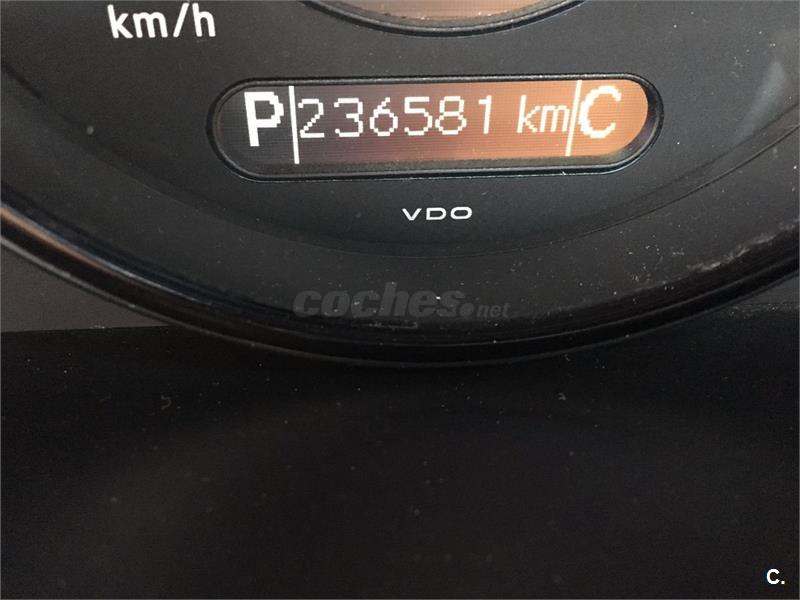 km/h
P 236581 km C
VDO
coches.net
C.